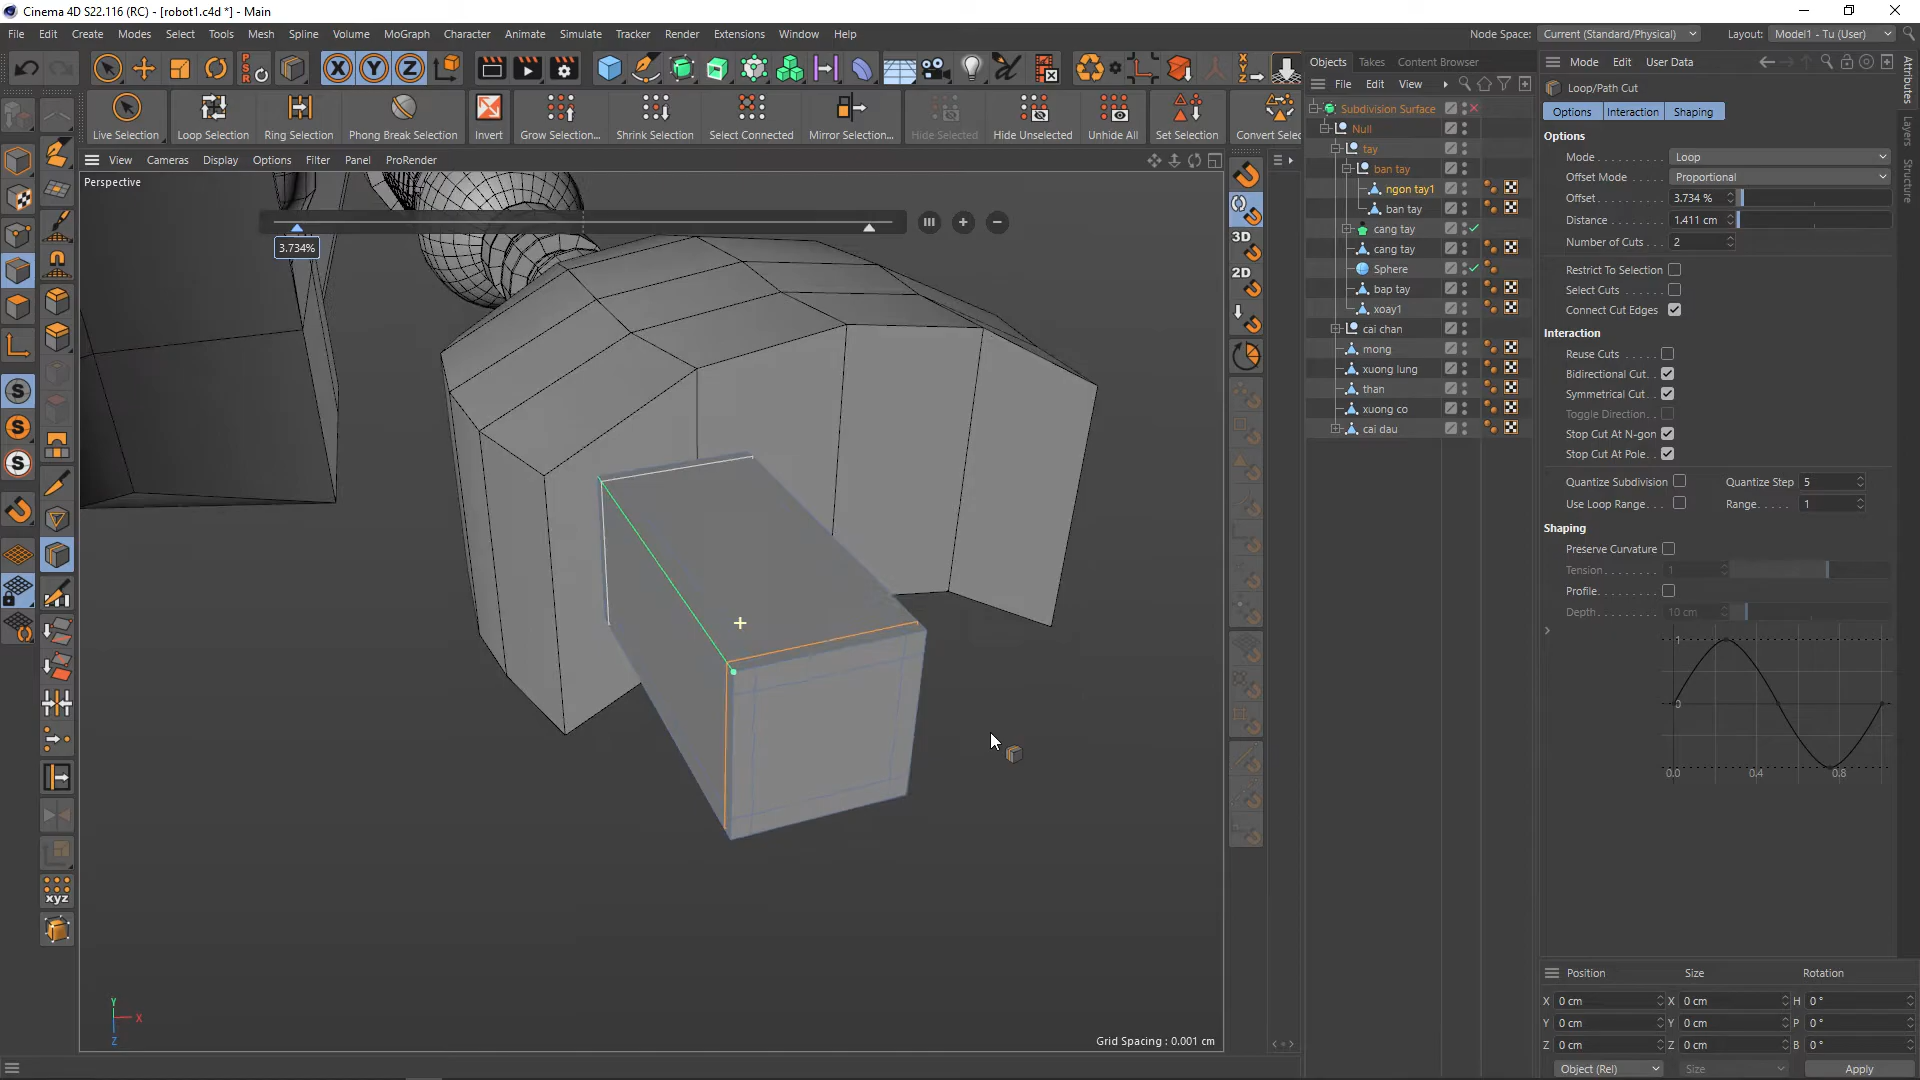 Cinema 4D S22.116 (RC) - [robot1.c4d *] - Main
File Edit Create Modes Select Tools Mesh Spline Volume MoGraph Character Animate Simulate Tracker Render Extensions Window Help
Node Space: Current (Standard/Physical) Layout: Model1 - Tu (User)
PSR X Y Z
Live Selection Loop Selection Ring Selection Phong Break Selection Invert Grow Selection... Shrink Selection Select Connected Mirror Selection... Hide Selected Hide Unselected Unhide All Set Selection Convert Selec
View Cameras Display Options Filter Panel ProRender
Perspective
3.734%
3D
2D
S
S
S
xyz
Y
X
Z
Grid Spacing : 0.001 cm
Objects Takes Content Browser
File Edit View
Subdivision Surface
Null
tay
ban tay
ngon tay1
ban tay
cang tay
cang tay
Sphere
bap tay
xoay1
cai chan
mong
xuong lung
than
xuong co
cai dau
Mode Edit User Data
Loop/Path Cut
Options Interaction Shaping
Options
Mode Loop
Offset Mode Proportional
Offset 3.734 %
Distance 1.411 cm
Number of Cuts 2
Restrict To Selection
Select Cuts
Connect Cut Edges
Interaction
Reuse Cuts
Bidirectional Cut
Symmetrical Cut
Toggle Direction
Stop Cut At N-gon
Stop Cut At Pole
Quantize Subdivision Quantize Step 5
Use Loop Range Range 1
Shaping
Preserve Curvature
Tension 1
Profile
Depth 10 cm
1
0
0.0 0.4 0.8
Attributes
Layers
Structure
Position Size Rotation
X 0 cm X 0 cm H 0 °
Y 0 cm Y 0 cm P 0 °
Z 0 cm Z 0 cm B 0 °
Object (Rel) Size Apply